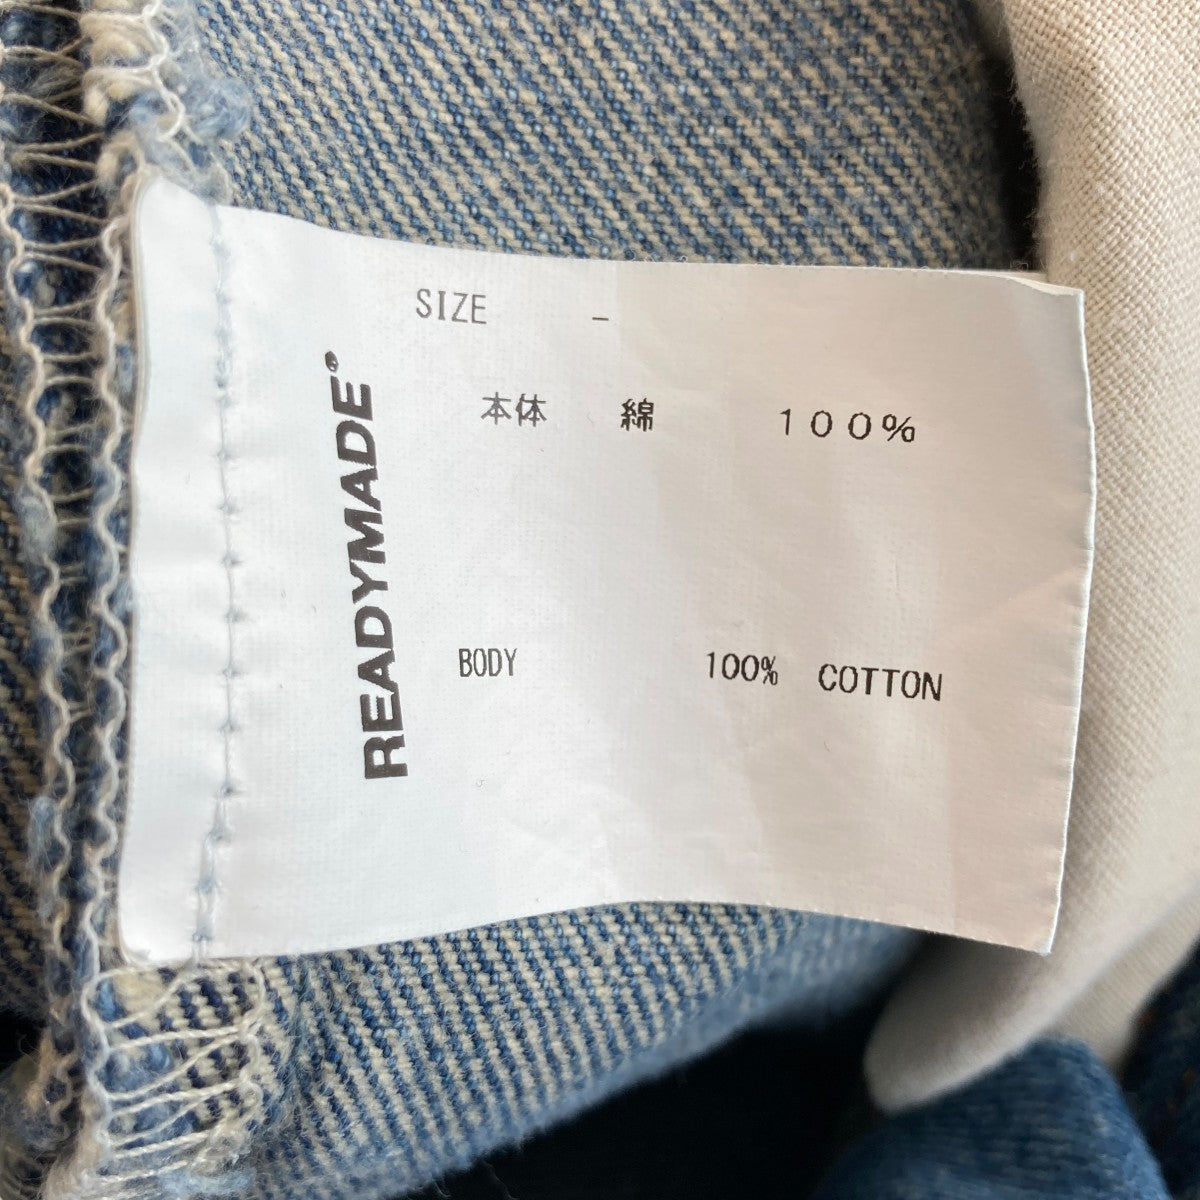 SIZE -
READYMADE®
本体 綿 100%
BODY 100% COTTON